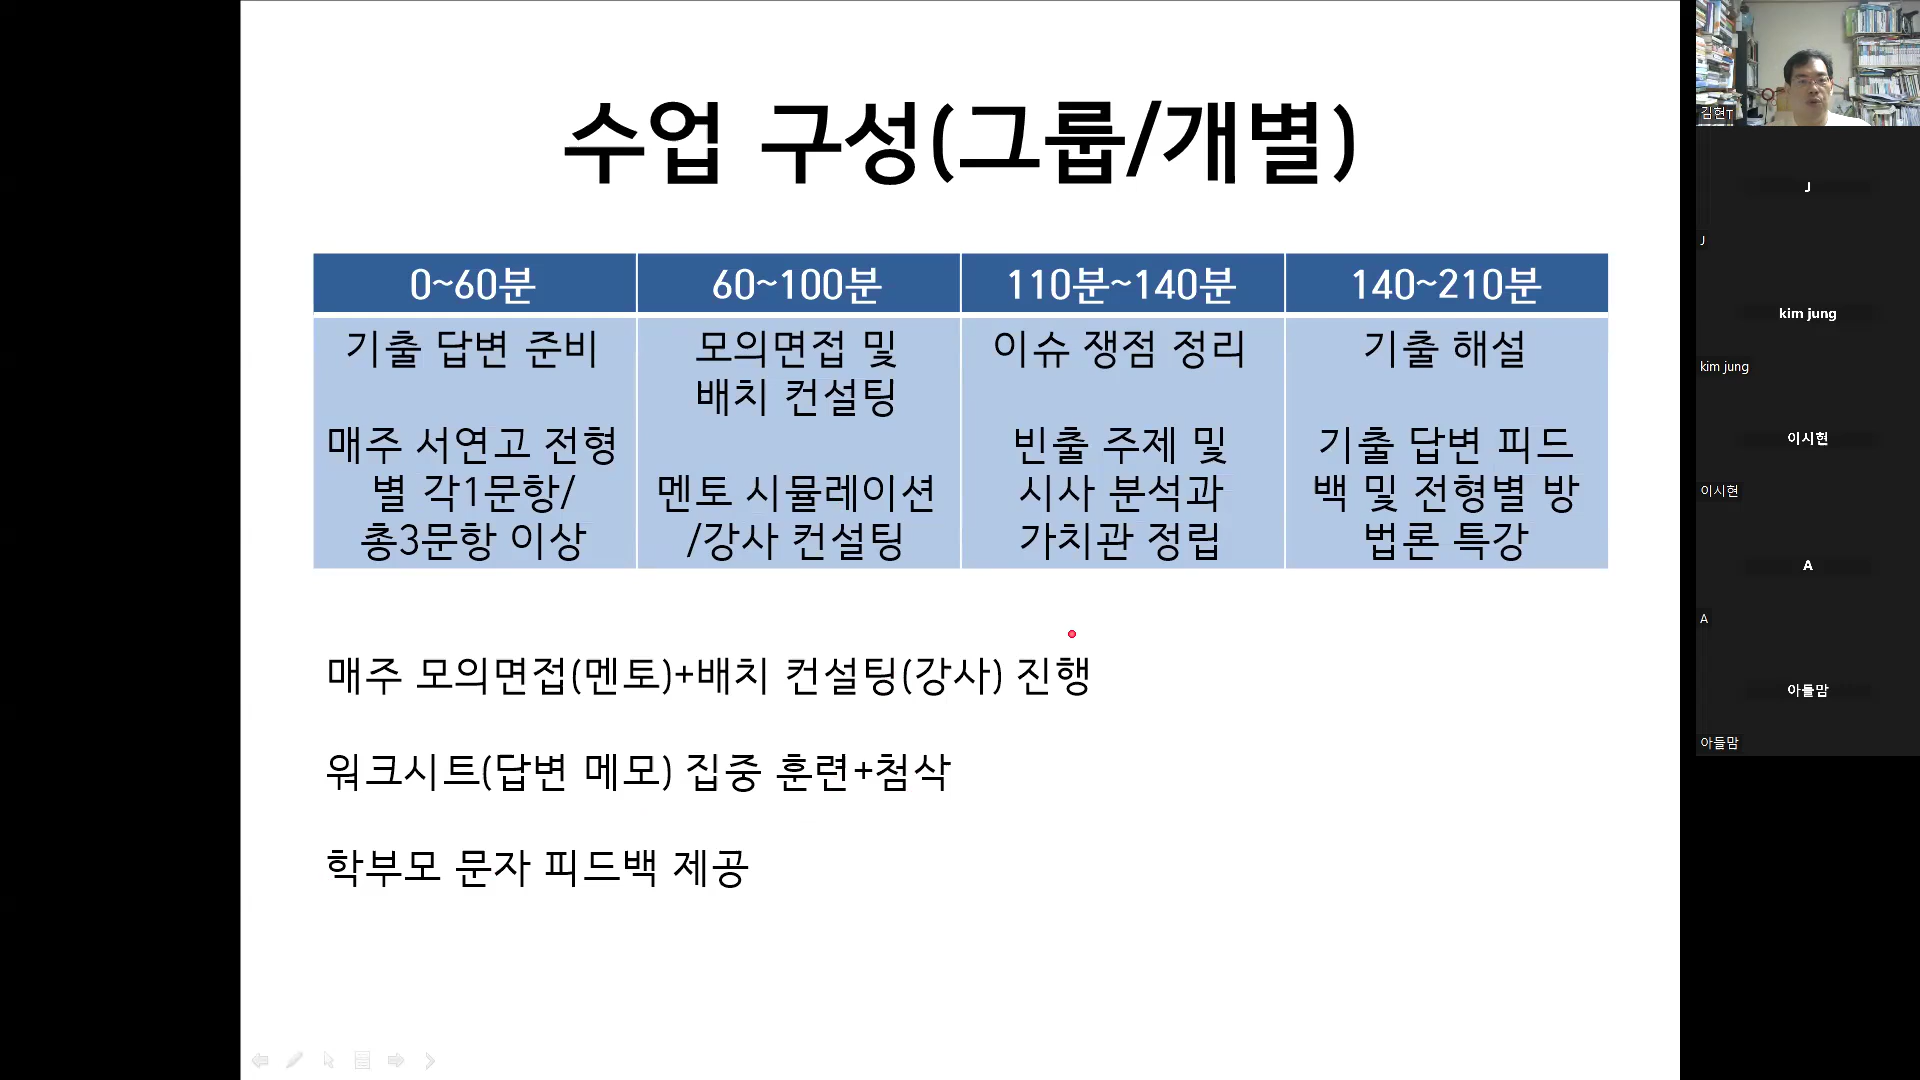 수업 구성(그룹/개별)
0~60분
60~100분
110분~140분
140~210분
기출 답변 준비
매주 서연고 전형
별 각1문항/
총3문항 이상
모의면접 및
배치 컨설팅
멘토 시뮬레이션
/강사 컨설팅
이슈 쟁점 정리
빈출 주제 및
시사 분석과
가치관 정립
기출 해설
기출 답변 피드
백 및 전형별 방
법론 특강
매주 모의면접(멘토)+배치 컨설팅(강사) 진행
워크시트(답변 메모) 집중 훈련+첨삭
학부모 문자 피드백 제공
김현T
J
J
kim jung
kim jung
이시현
이시현
A
A
아들맘
아들맘